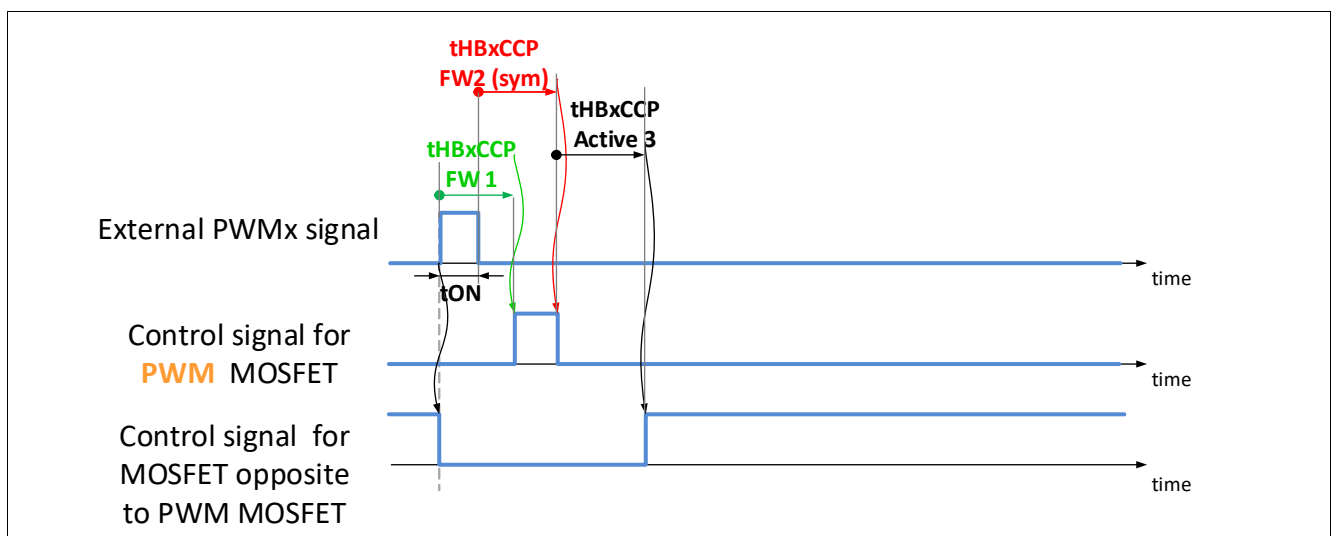 tHBxCCP
FW2 (sym)
tHBxCCP
Active 3
tHBxCCP
FW 1
External PWMx signal
time
tON
Control signal for
PWM MOSFET
time
Control signal for
MOSFET opposite
to PWM MOSFET
time